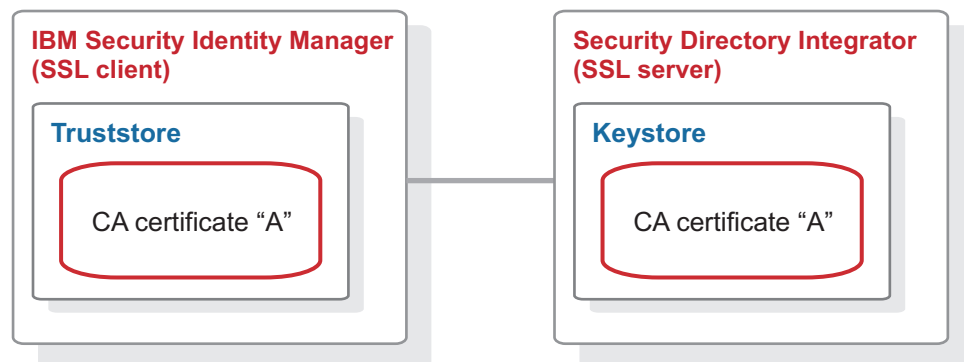 IBM Security Identity Manager
(SSL client)
Truststore
CA certificate “A”
Security Directory Integrator
(SSL server)
Keystore
CA certificate “A”